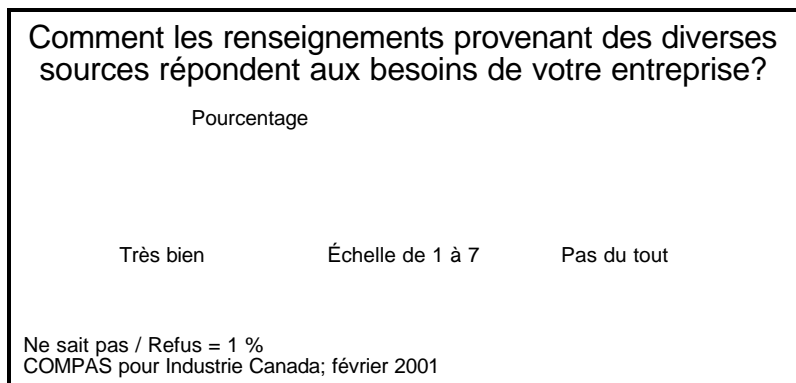 Comment les renseignements provenant des diverses
sources répondent aux besoins de votre entreprise?
Pourcentage
Très bien Échelle de 1 à 7 Pas du tout
Ne sait pas / Refus = 1 %
COMPAS pour Industrie Canada; février 2001